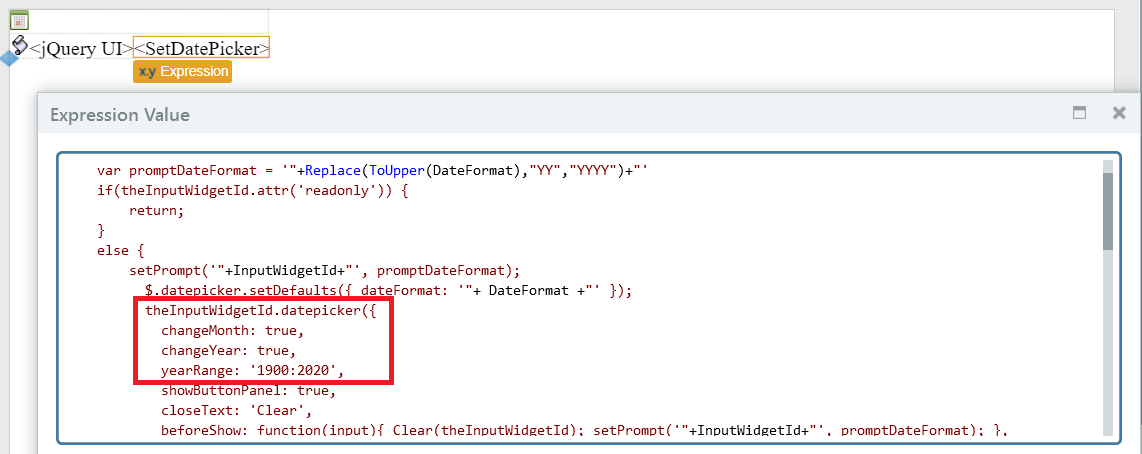 <jQuery UI><SetDatePicker>
x.y Expression
Expression Value
var promptDateFormat = '"+Replace(ToUpper(DateFormat),"YY","YYYY")+"'
if(theInputWidgetId.attr('readonly')) {
return;
}
else {
setPrompt('"+InputWidgetId+"', promptDateFormat);
$.datepicker.setDefaults({ dateFormat: '"+ DateFormat +"' });
theInputWidgetId.datepicker({
changeMonth: true,
changeYear: true,
yearRange: '1900:2020',
showButtonPanel: true,
closeText: 'Clear',
beforeShow: function(input){ Clear(theInputWidgetId); setPrompt('"+InputWidgetId+"', promptDateFormat); },